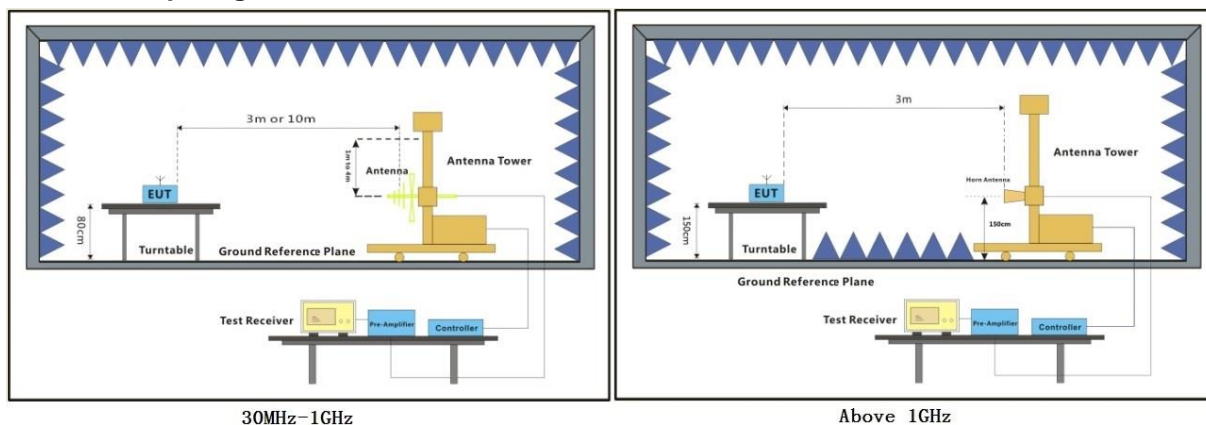 3m or 10m
1m to 4m
Antenna
Antenna Tower
EUT
80cm
Turntable
Ground Reference Plane
Test Receiver
Pre-Amplifier
Controller
30MHz-1GHz
3m
Antenna Tower
Horn Antenna
EUT
150cm
150cm
Turntable
Ground Reference Plane
Test Receiver
Pre-Amplifier
Controller
Above 1GHz